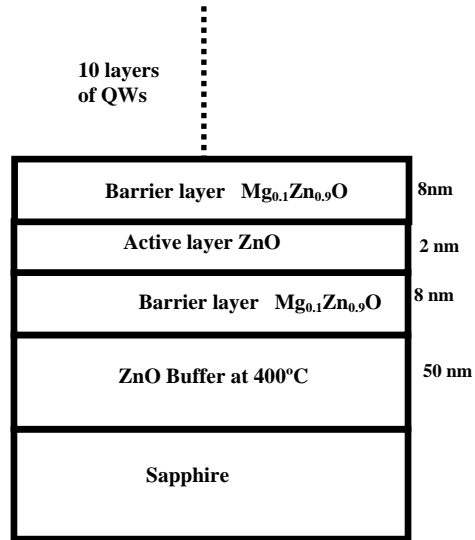 10 layers
of QWs
Barrier layer Mg₀.₁Zn₀.₉O 8nm
Active layer ZnO 2 nm
Barrier layer Mg₀.₁Zn₀.₉O 8 nm
ZnO Buffer at 400ºC 50 nm
Sapphire